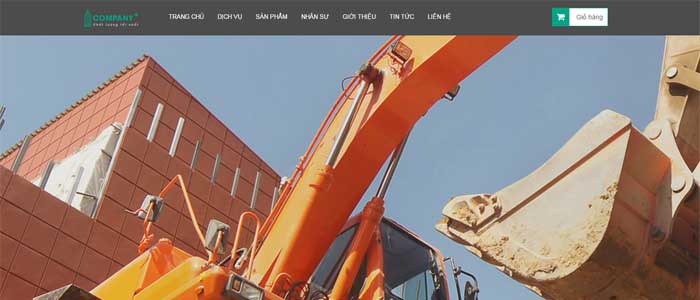 COMPANY+
Chất lượng tốt nhất
TRANG CHỦ DỊCH VỤ SẢN PHẨM NHÂN SỰ GIỚI THIỆU TIN TỨC LIÊN HỆ
Giỏ hàng